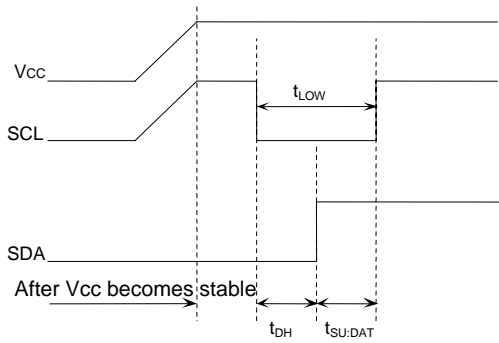 Vcc
tLOW
SCL
SDA
After Vcc becomes stable
tDH
tSU:DAT